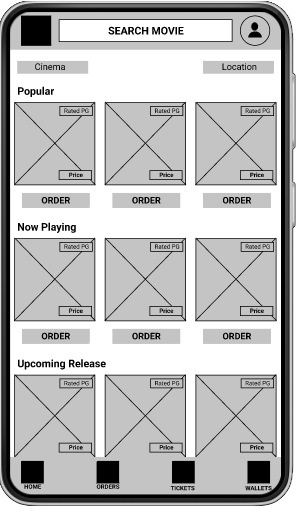 SEARCH MOVIE
Cinema Location
Popular
Rated PG Rated PG Rated PG
Price Price Price
ORDER ORDER ORDER
Now Playing
Rated PG Rated PG Rated PG
Price Price Price
ORDER ORDER ORDER
Upcoming Release
Rated PG Rated PG Rated PG
Price Price Price
HOME ORDERS TICKETS WALLETS